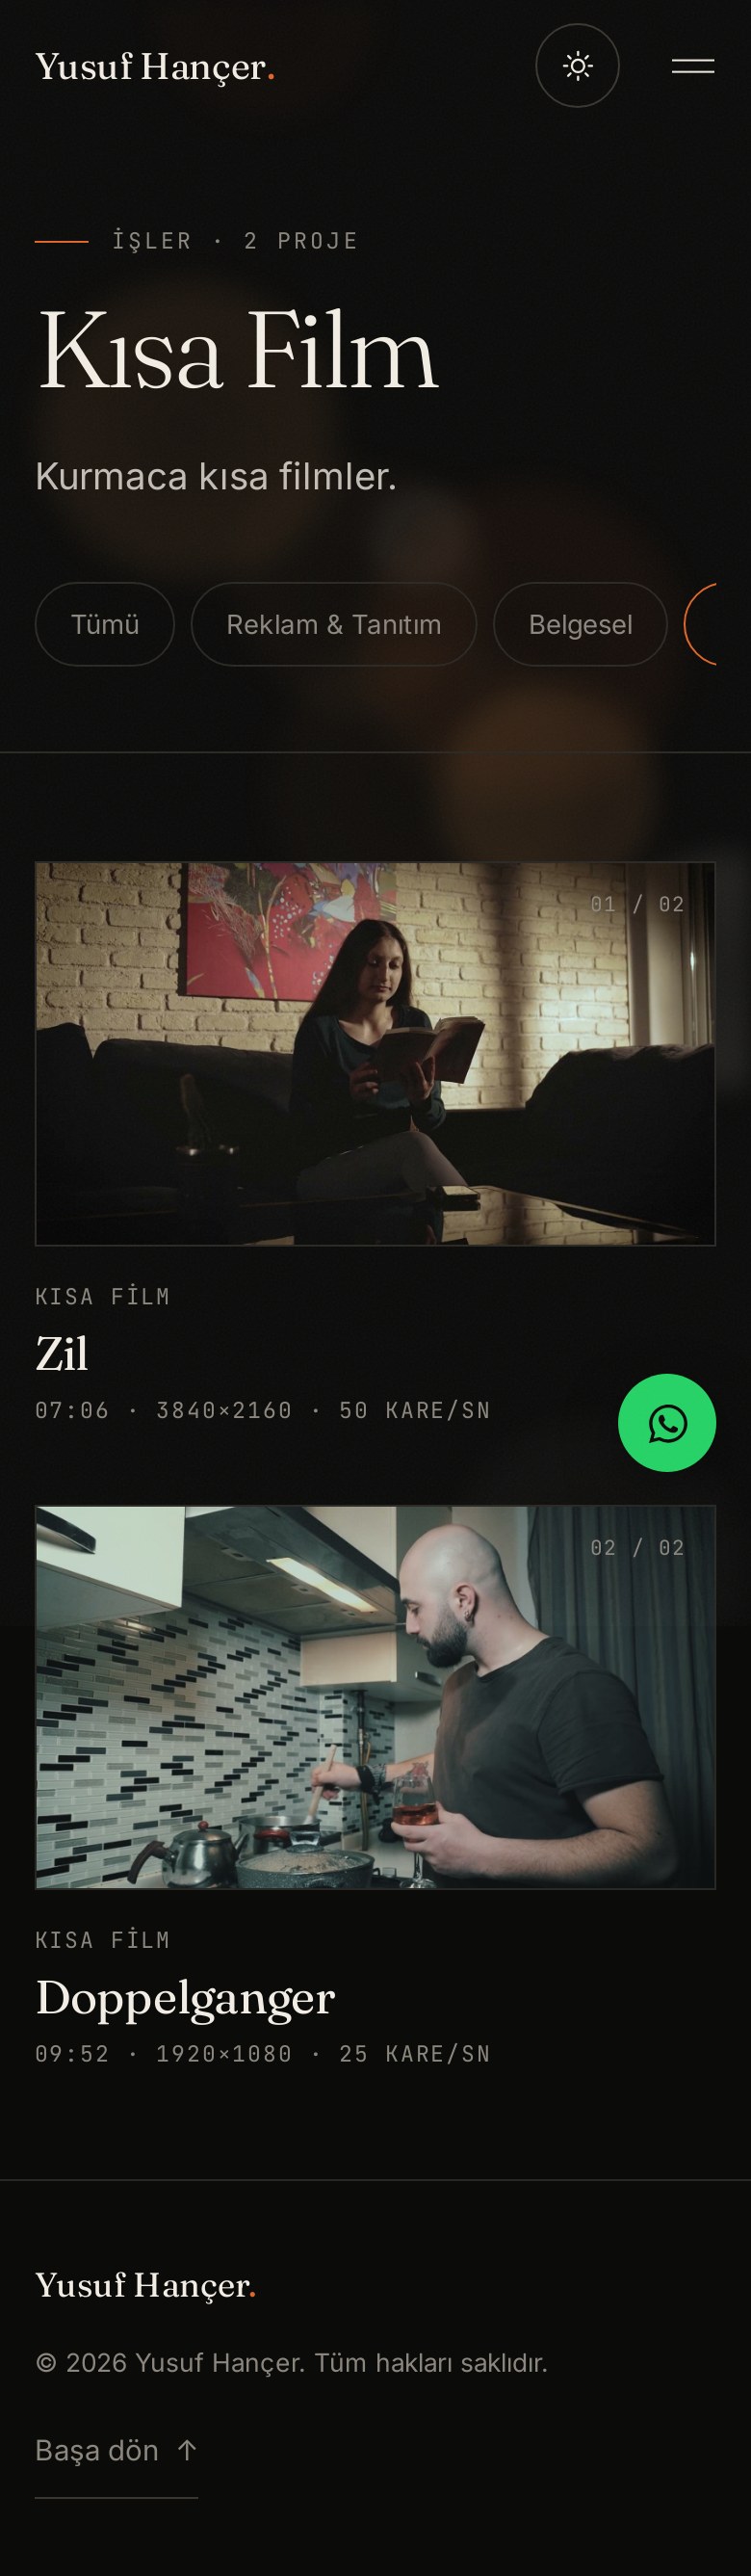 Yusuf Hançer.
İŞLER · 2 PROJE
Kısa Film
Kurmaca kısa filmler.
Tümü
Reklam & Tanıtım
Belgesel
01 / 02
KISA FİLM
Zil
07:06 · 3840×2160 · 50 KARE/SN
02 / 02
KISA FİLM
Doppelganger
09:52 · 1920×1080 · 25 KARE/SN
Yusuf Hançer.
© 2026 Yusuf Hançer. Tüm hakları saklıdır.
Başa dön ↑